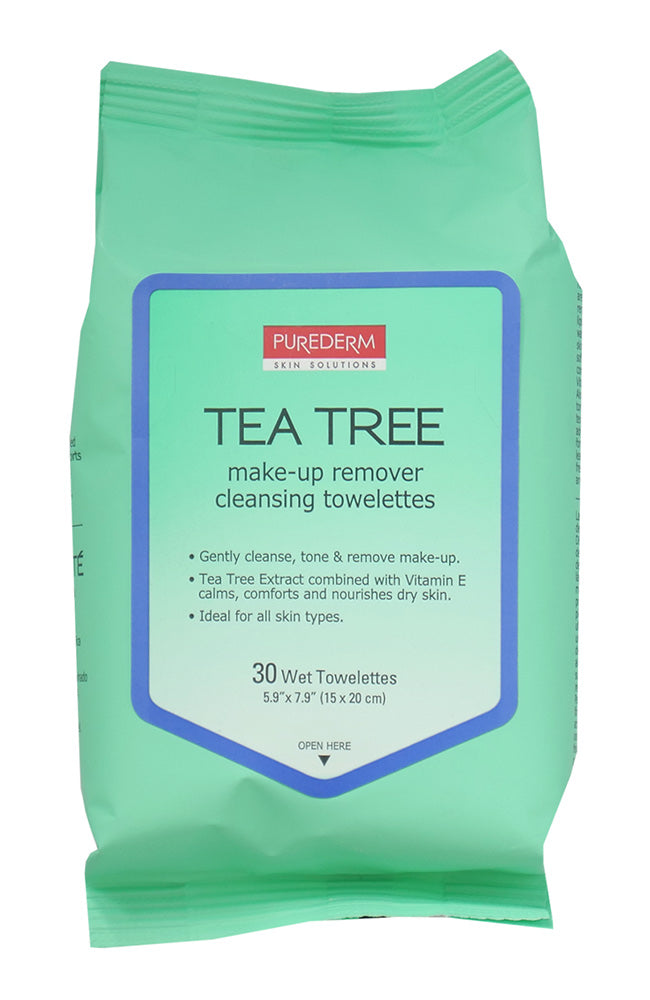 PUREDERM
SKIN SOLUTIONS
TEA TREE
make-up remover
cleansing towelettes
• Gently cleanse, tone & remove make-up.
• Tea Tree Extract combined with Vitamin E
calms, comforts and nourishes dry skin.
• Ideal for all skin types.
30 Wet Towelettes
5.9"x 7.9" (15 x 20 cm)
OPEN HERE
▼